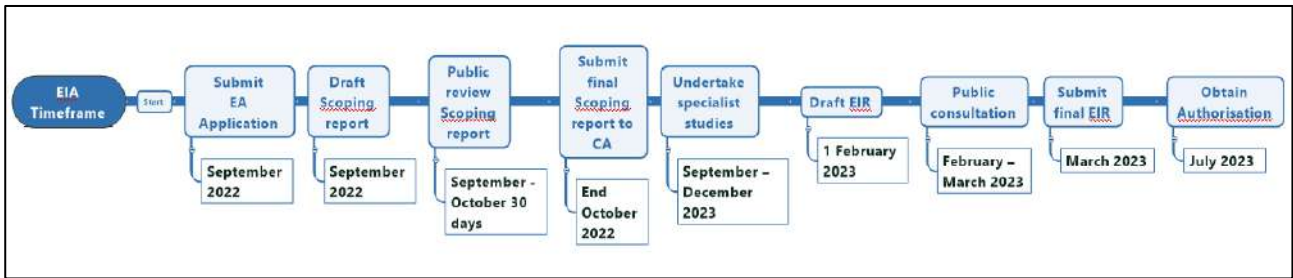 EIA
Timeframe
Start
Submit
EA
Application
September
2022
Draft
Scoping
report
September
2022
Public
review
Scoping
report
September -
October 30
days
Submit
final
Scoping
report to
CA
End
October
2022
Undertake
specialist
studies
September –
December
2023
Draft EIR
1 February
2023
Public
consultation
February –
March 2023
Submit
final EIR
March 2023
Obtain
Authorisation
July 2023